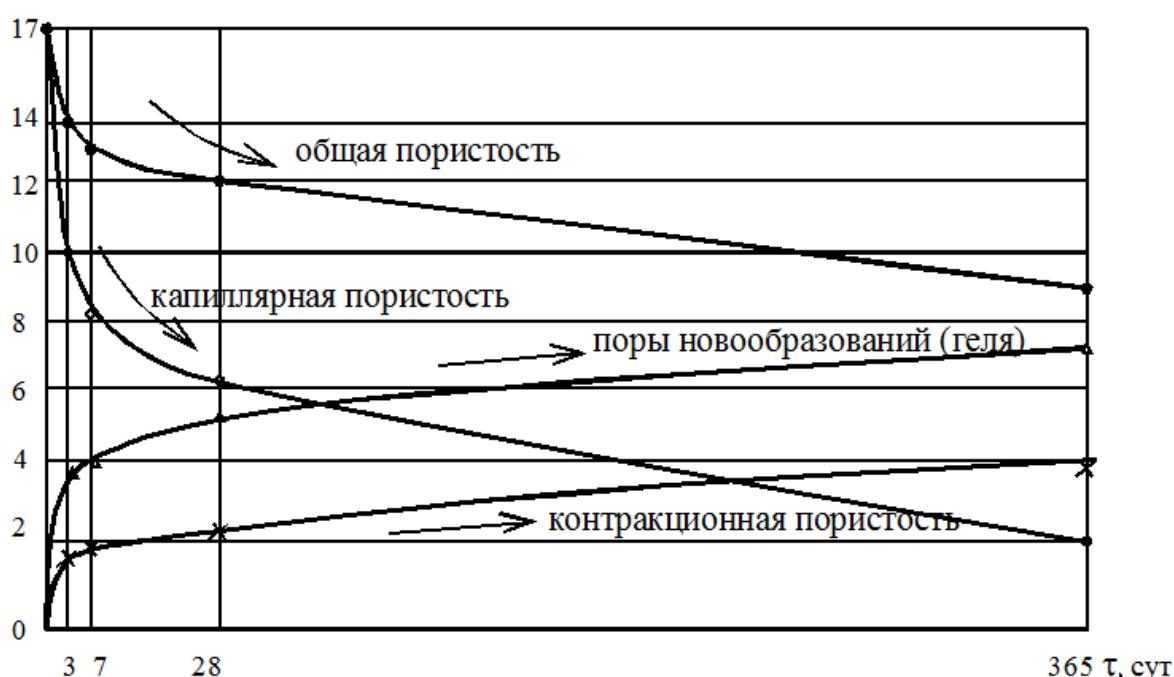 17
14
общая пористость
12
10
капиллярная пористость
8
поры новообразований (геля)
6
4
контракционная пористость
2
0
3 7 28 365 τ, сут